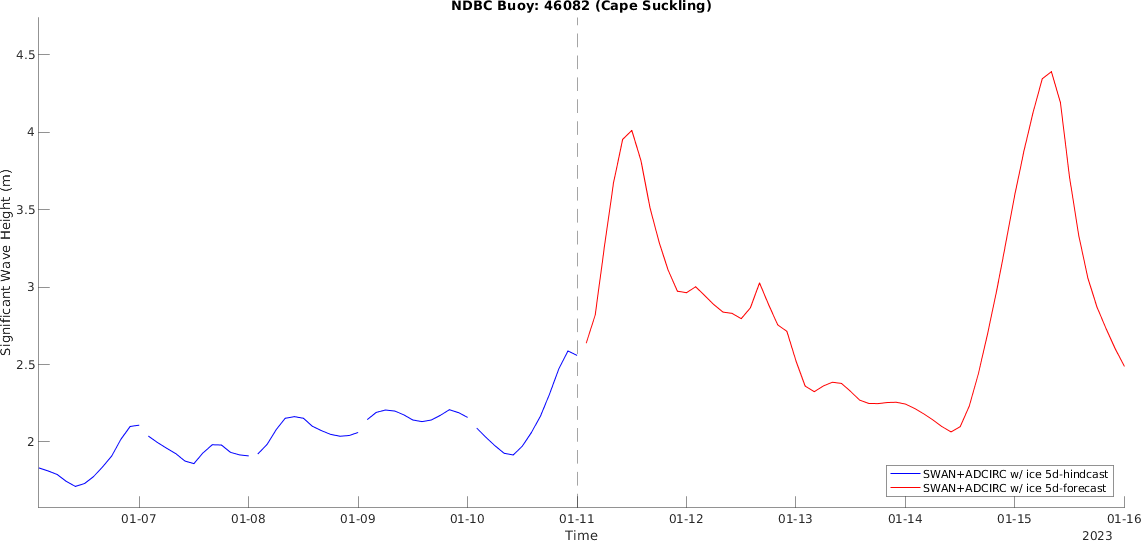 NDBC Buoy: 46082 (Cape Suckling)
4.5
4
3.5
3
2.5
2
Significant Wave Height (m)
SWAN+ADCIRC w/ ice 5d-hindcast
SWAN+ADCIRC w/ ice 5d-forecast
01-07 01-08 01-09 01-10 01-11 01-12 01-13 01-14 01-15 01-16
Time
2023